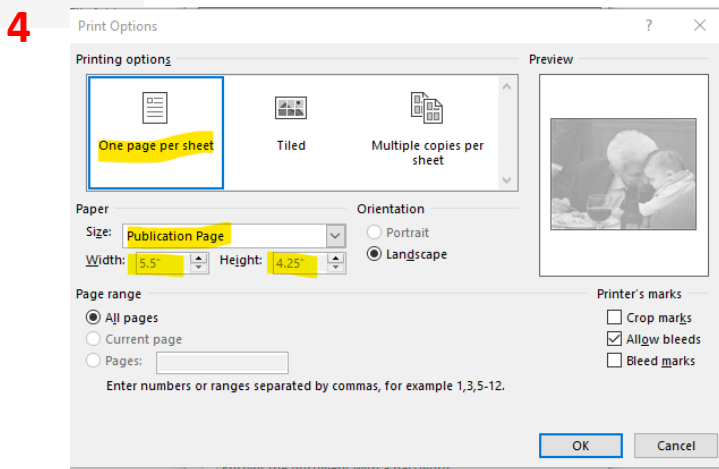 4
Print Options
? ×
Printing options
Preview
One page per sheet
Tiled
Multiple copies per
sheet
Paper
Orientation
Size: Publication Page
Portrait
Width: 5.5" Height: 4.25"
Landscape
Page range
Printer's marks
All pages
Crop marks
Current page
Allow bleeds
Pages:
Bleed marks
Enter numbers or ranges separated by commas, for example 1,3,5-12.
OK
Cancel